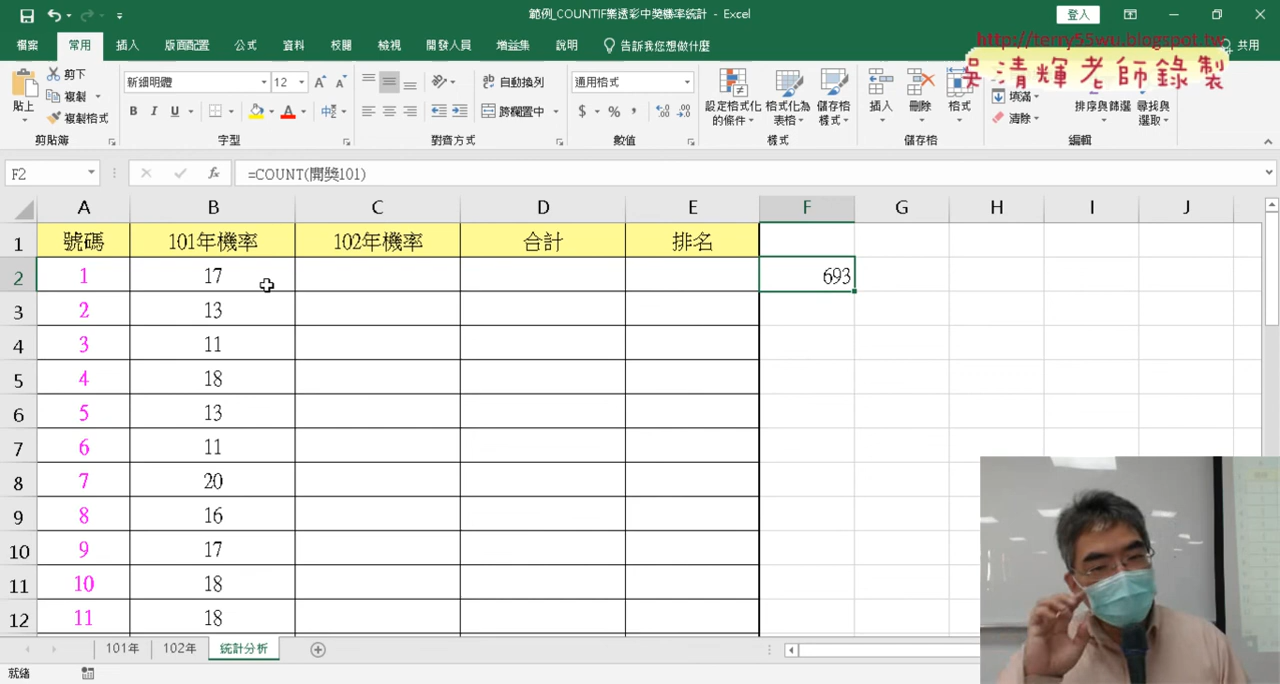 範例_COUNTIF樂透彩中獎機率統計 - Excel
登入
檔案 常用 插入 版面配置 公式 資料 校閱 檢視 開發人員 增益集 說明 告訴我您想做什麼 共用
http://terry55wu.blogspot.tw
吳清輝老師錄製
貼上 剪下 複製 複製格式 剪貼簿
新細明體 12 B I U 字型
自動換列 跨欄置中 對齊方式
通用格式 $ % 數值
設定格式化的條件 格式化為表格 儲存格樣式 樣式
插入 刪除 格式 儲存格
填滿 清除 排序與篩選 尋找與選取 編輯
F2 fx =COUNT(開獎101)
A B C D E F G H I J
1 號碼 101年機率 102年機率 合計 排名
2 1 17 693
3 2 13
4 3 11
5 4 18
6 5 13
7 6 11
8 7 20
9 8 16
10 9 17
11 10 18
12 11 18
101年 102年 統計分析
就緒